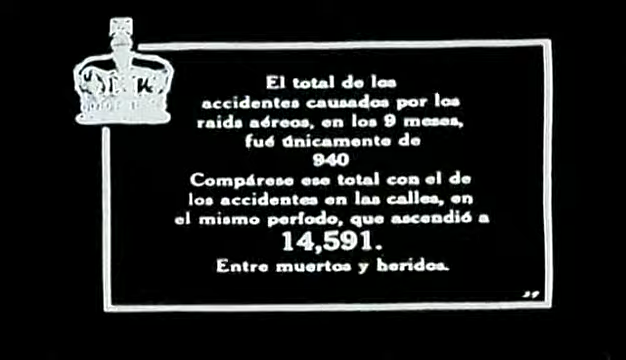 El total de los
accidentes causados por los
raids aéreos, en los 9 meses,
fué únicamente de
940
Compárese ese total con el de
los accidentes en las calles, en
el mismo período, que ascendió a
14,591.
Entre muertos y heridos.
29